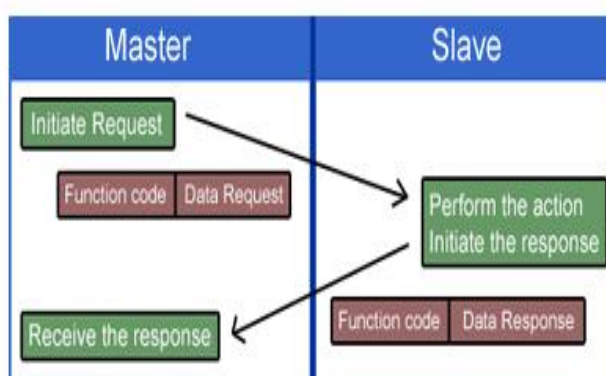 Master
Slave
Initiate Request
Function code
Data Request
Perform the action
Initiate the response
Receive the response
Function code
Data Response